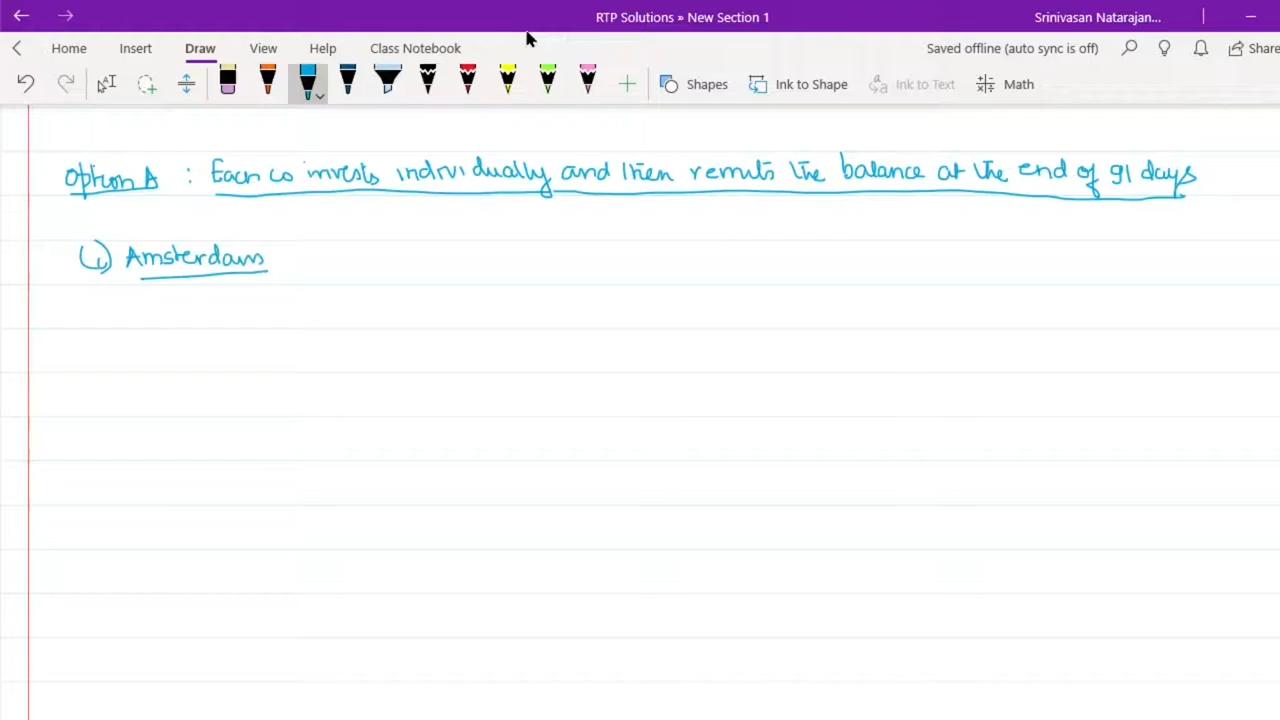 RTP Solutions » New Section 1
Srinivasan Natarajan...
Home Insert Draw View Help Class Notebook
Saved offline (auto sync is off)
Share
Shapes Ink to Shape Ink to Text Math
Option A : Each co invests individually and then remits the balance at the end of 91 days
(1) Amsterdam